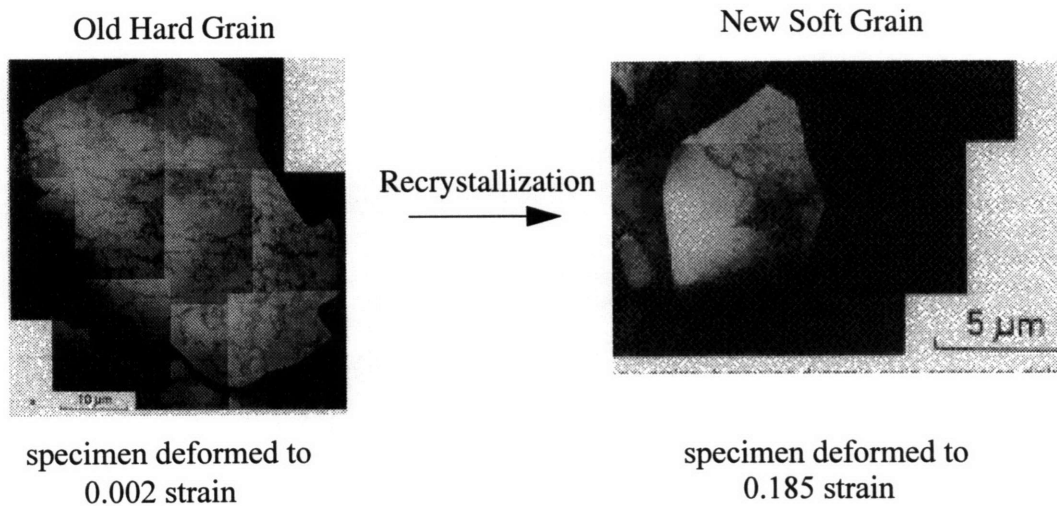 Old Hard Grain
New Soft Grain
Recrystallization
10 µm
5 µm
specimen deformed to
0.002 strain
specimen deformed to
0.185 strain